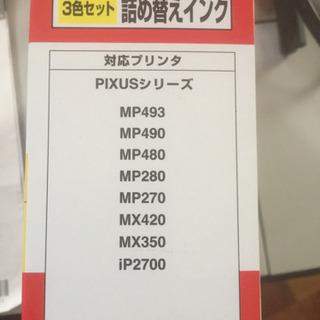 3色セット 詰め替えインク
対応プリンタ
PIXUSシリーズ
MP493
MP490
MP480
MP280
MP270
MX420
MX350
iP2700